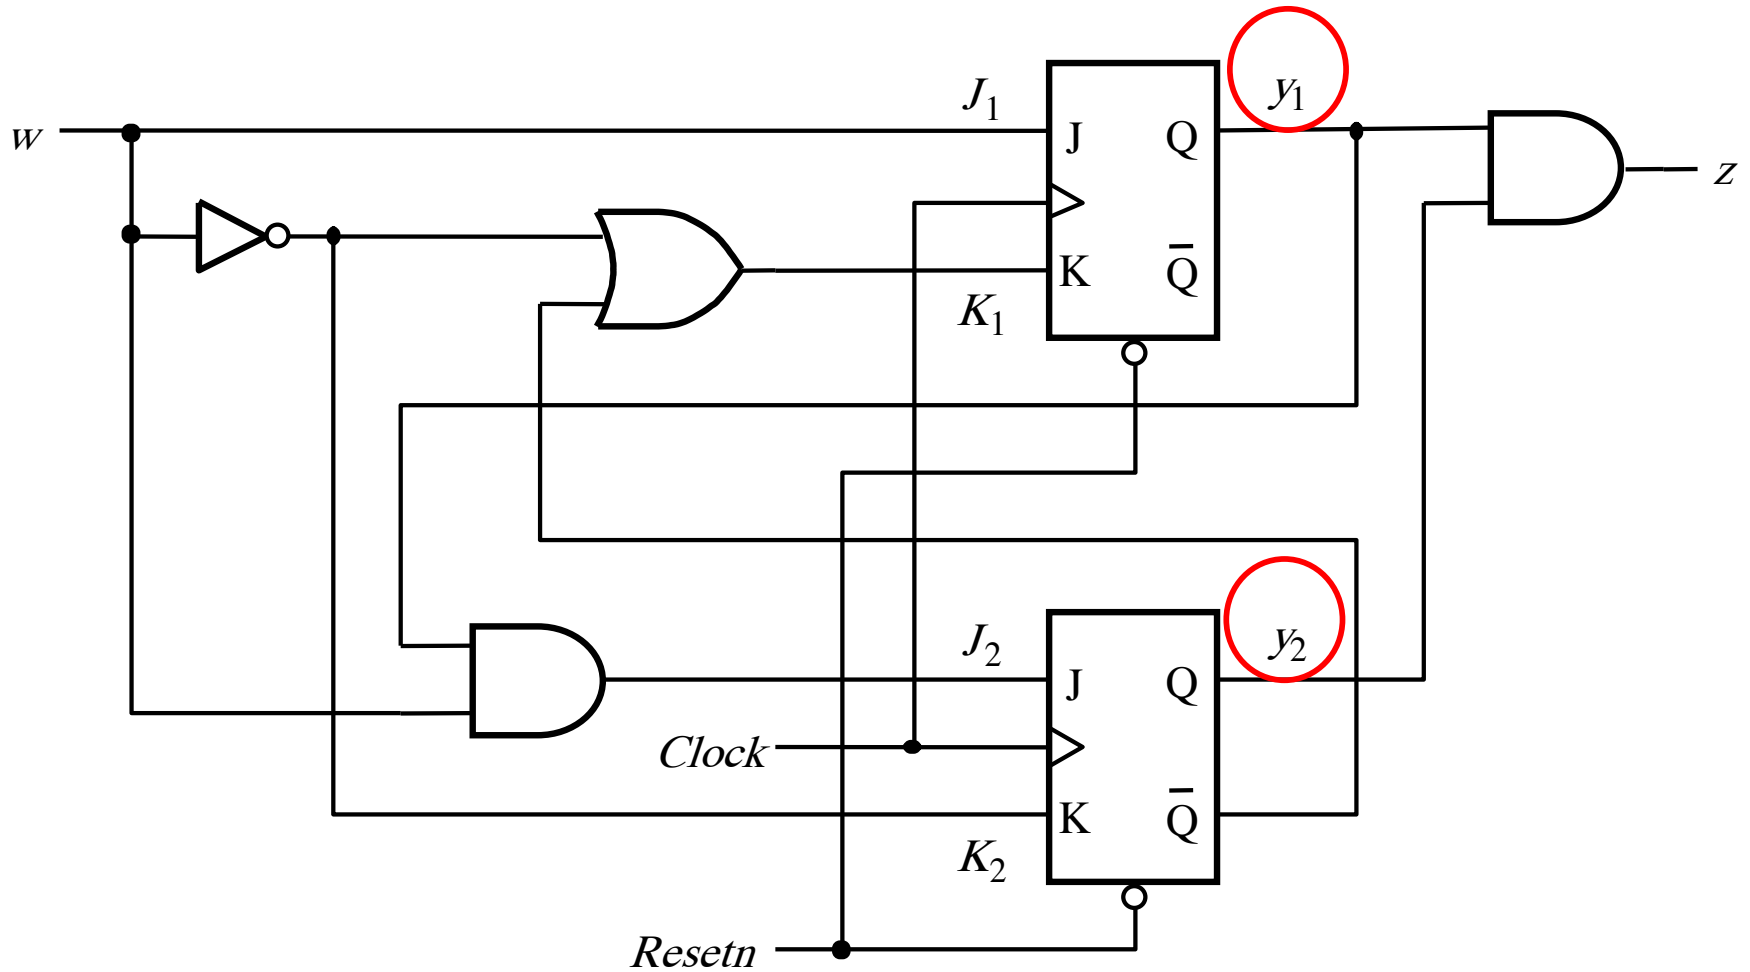 w
J₁
J
Q
y₁
z
K
Q̅
K₁
J₂
J
Q
y₂
Clock
K
Q̅
K₂
Resetn